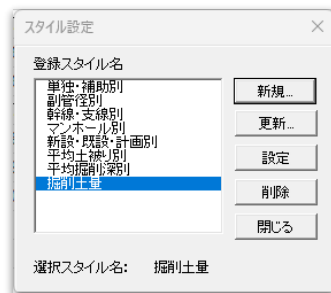 スタイル設定
登録スタイル名
単独・補助別
副管径別
幹線・支線別
マンホール別
新設・既設・計画別
平均土被り別
平均掘削深別
掘削土量
新規...
更新...
設定
削除
閉じる
選択スタイル名: 掘削土量